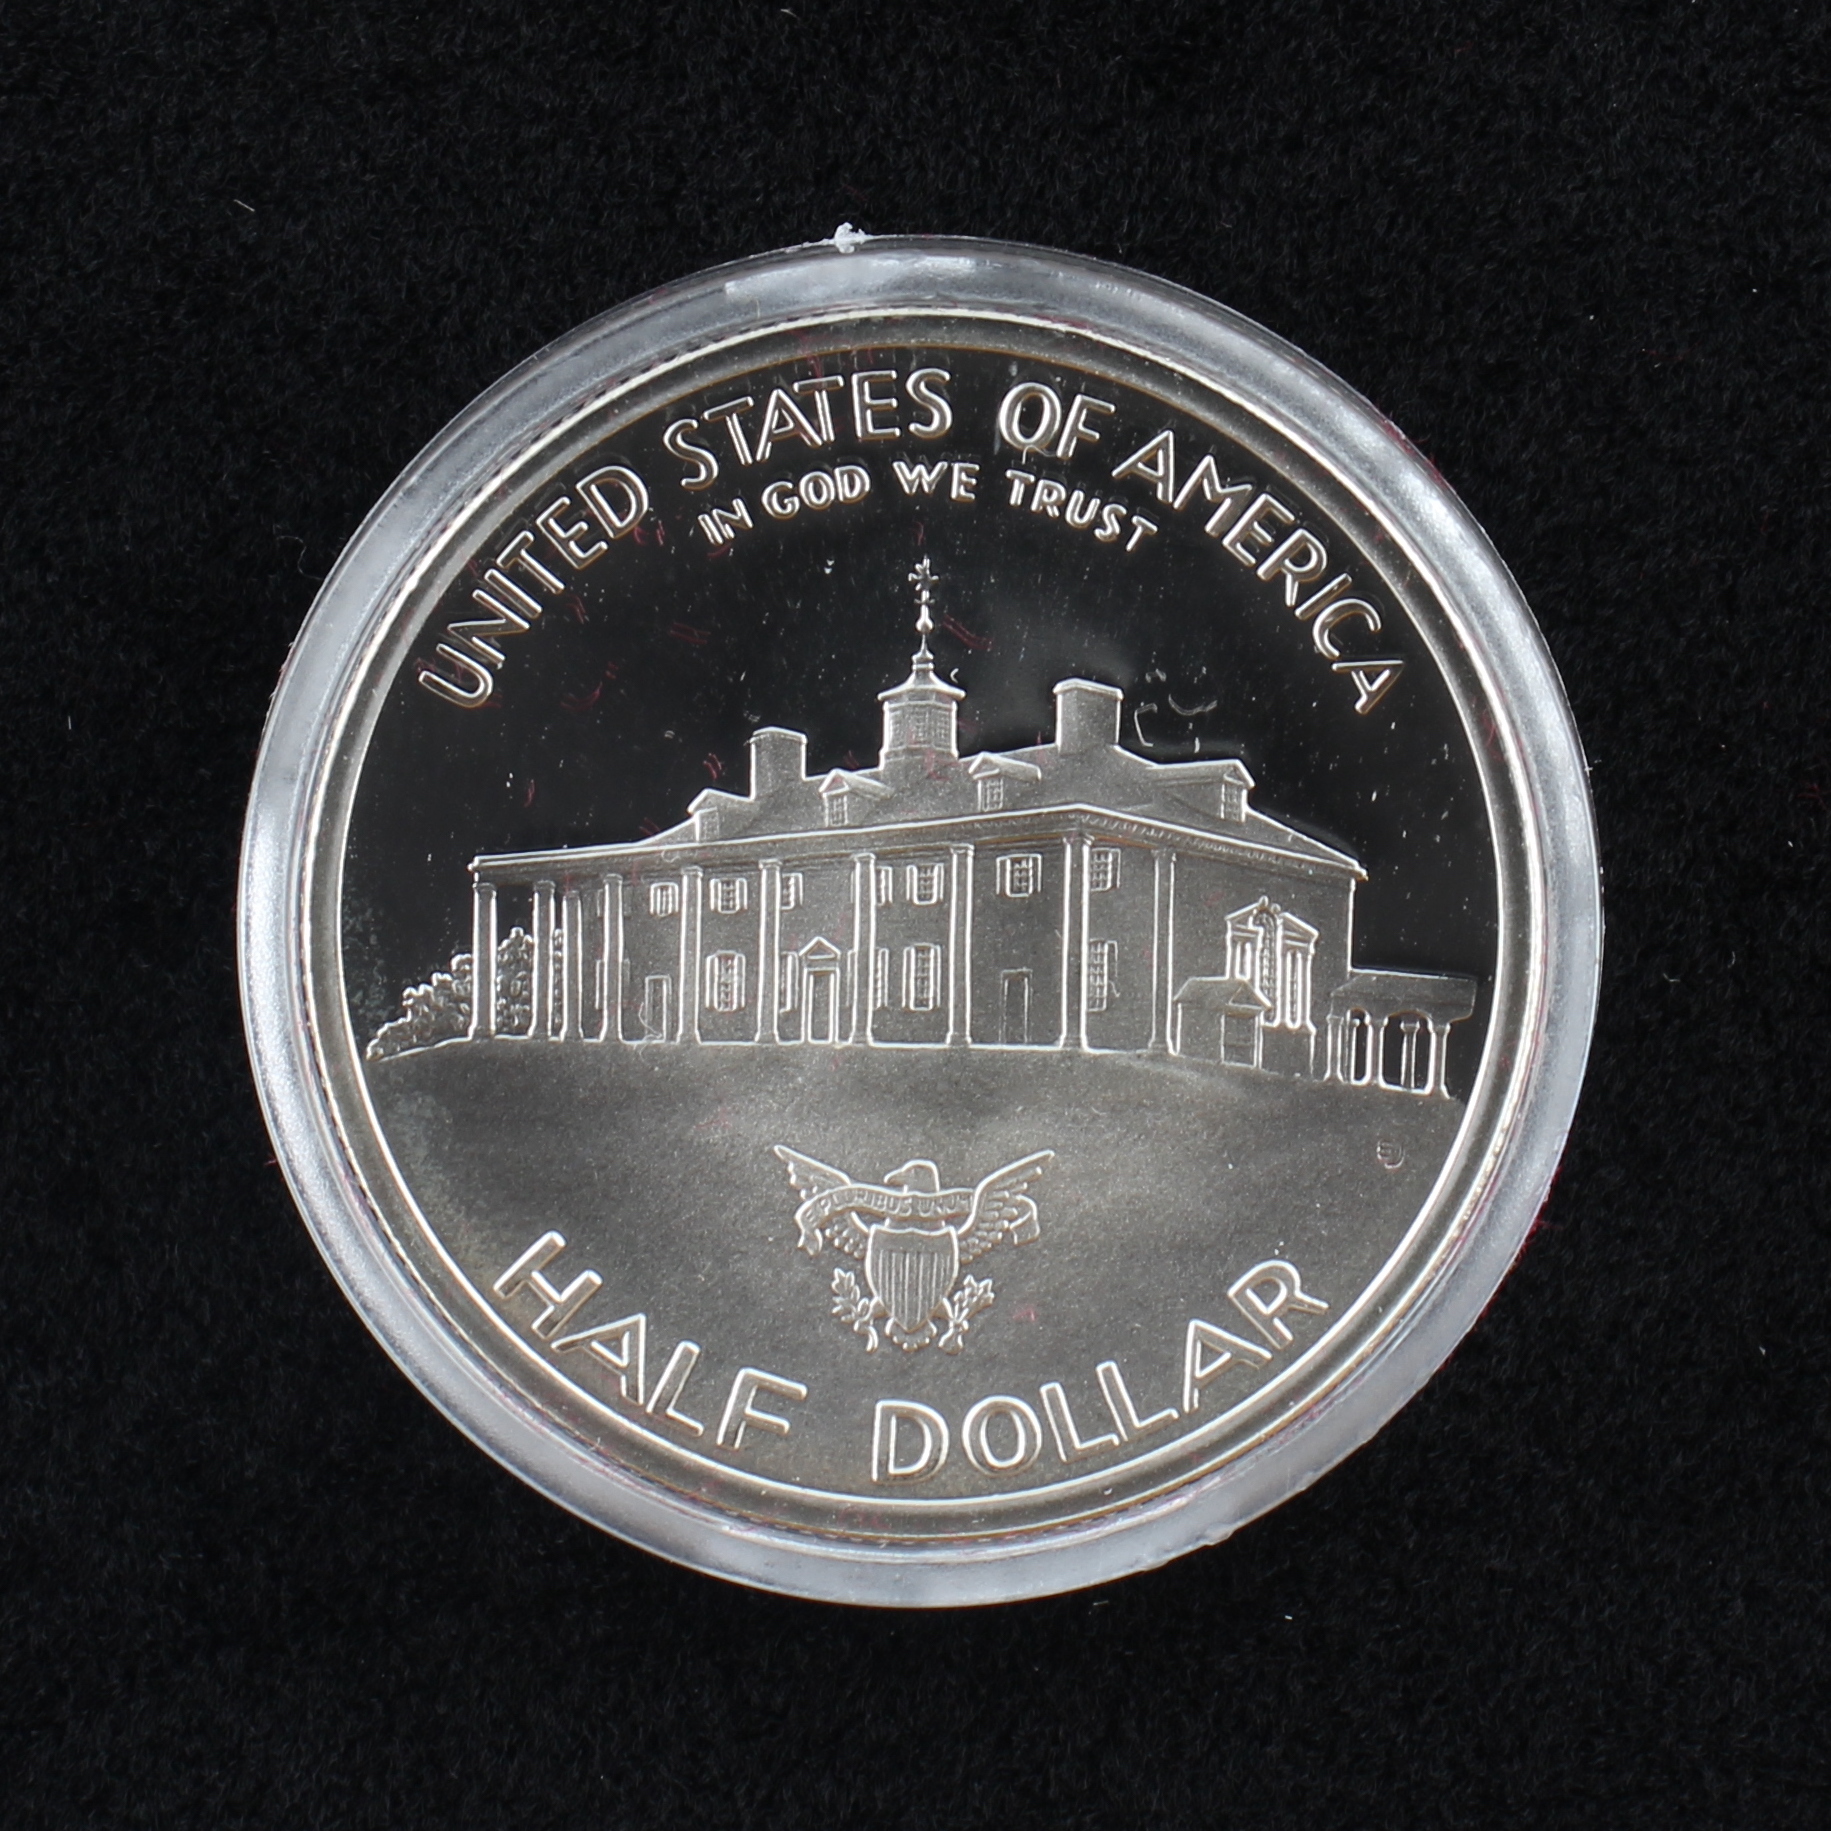 UNITED STATES OF AMERICA
IN GOD WE TRUST
E PLURIBUS UNUM
HALF DOLLAR